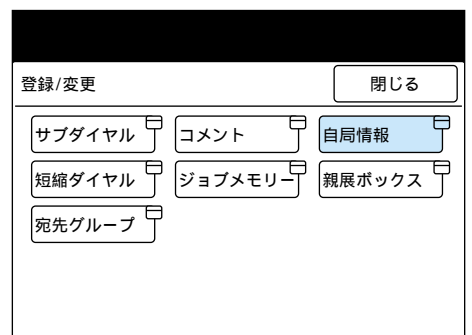 登録/変更 閉じる
サブダイヤル コメント 自局情報
短縮ダイヤル ジョブメモリー 親展ボックス
宛先グループ